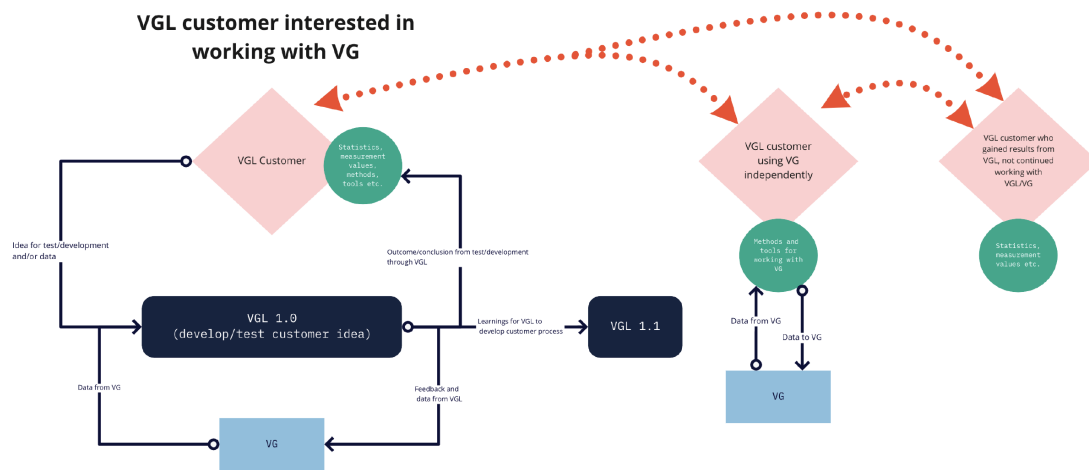 VGL customer interested in
working with VG
VGL Customer
Statistics,
measurement
values,
methods,
tools etc.
Idea for test/development
and/or data
Outcome/conclusion from test/development
through VGL
VGL 1.0
(develop/test customer idea)
Learnings for VGL to
develop customer process
VGL 1.1
Data from VG
Feedback and
data from VGL
VG
VGL customer
using VG
independently
Methods and
tools for
working with
VG
Data from VG
Data to VG
VG
VGL customer who
gained results from
VGL, not continued
working with
VGL/VG
Statistics,
measurement
values etc.